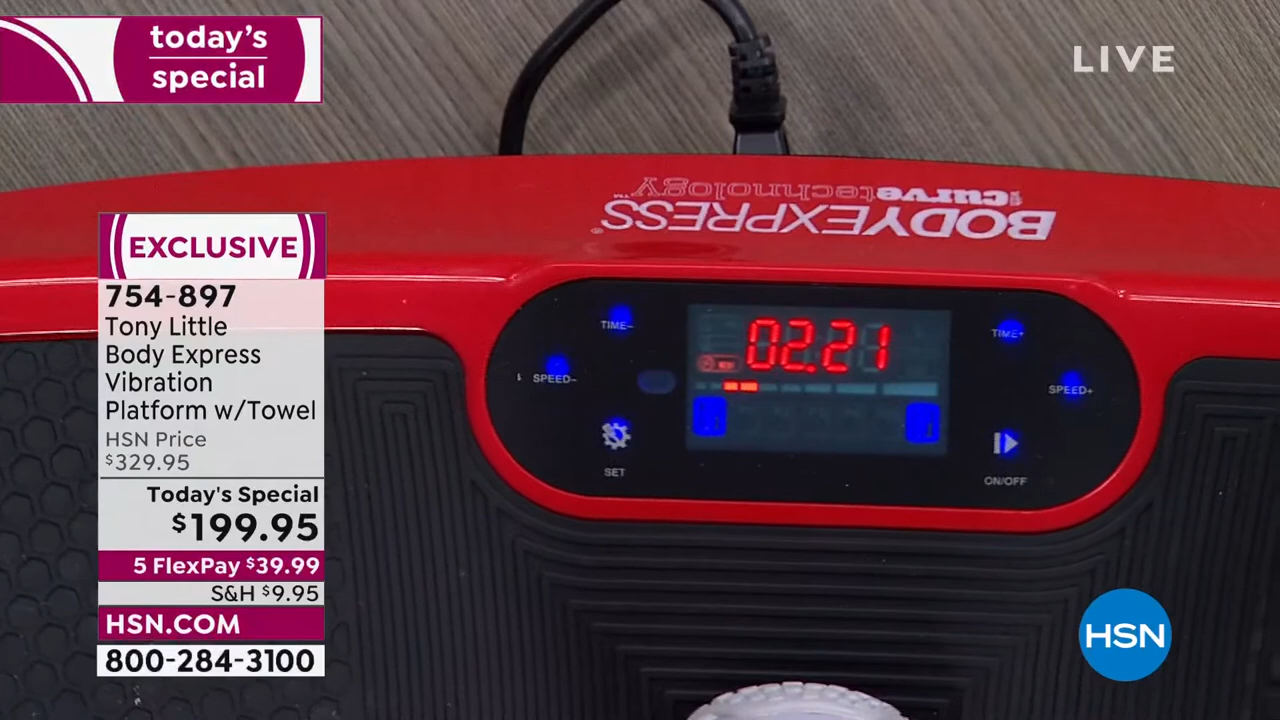 today's
special
LIVE
EXCLUSIVE
754-897
Tony Little
Body Express
Vibration
Platform w/Towel
HSN Price
$329.95
Today's Special
$199.95
5 FlexPay $39.99
S&H $9.95
HSN.COM
800-284-3100
BODYEXPRESS®
curvetechnology™
TIME-
02:21
TIME+
SPEED-
SPEED+
SET
ON/OFF
HSN